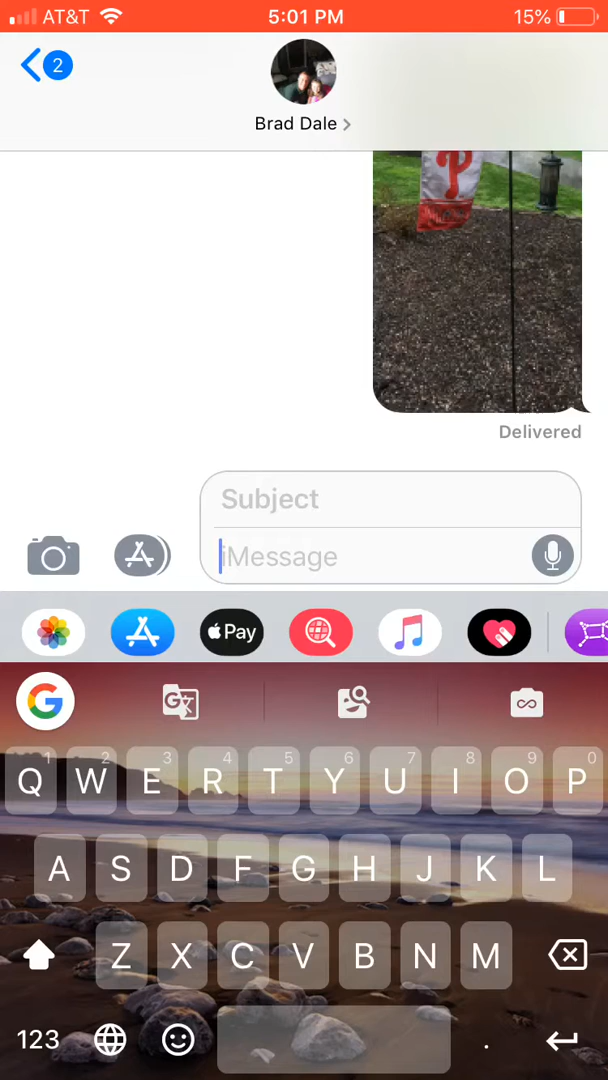 AT&T 5:01 PM 15%
2
Brad Dale
P
Delivered
Subject
iMessage
Pay
G
G
1 2 3 4 5 6 7 8 9 0
Q W E R T Y U I O P
A S D F G H J K L
Z X C V B N M
123 .